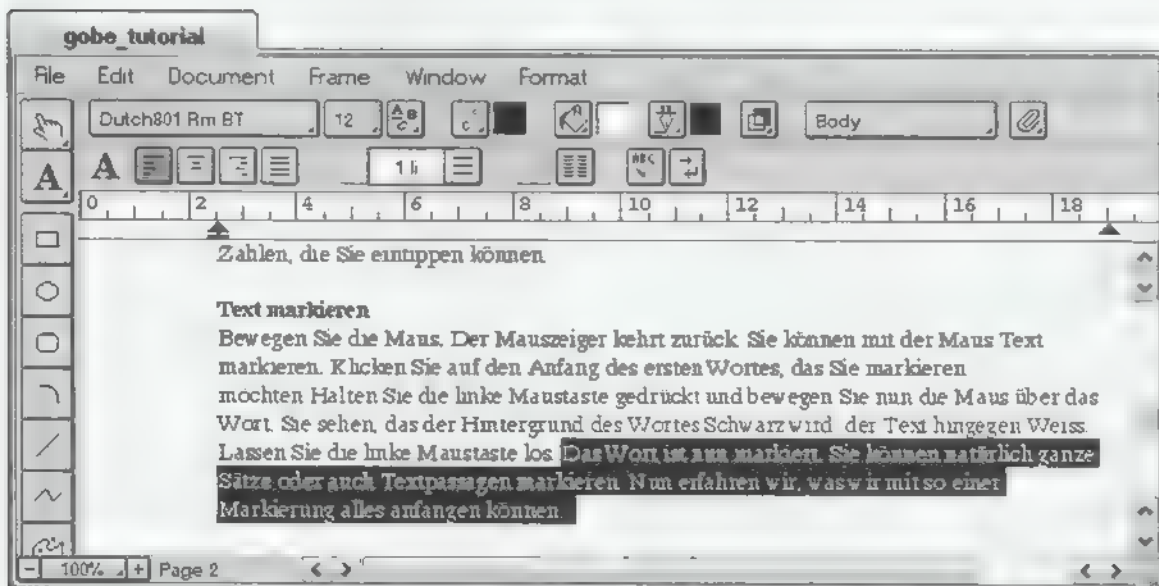 gobe_tutorial
File Edit Document Frame Window Format
Dutch801 Rm BT 12 Body
1 li
0 2 4 6 8 10 12 14 16 18
Zahlen, die Sie eintippen können
Text markieren
Bewegen Sie die Maus. Der Mauszeiger kehrt zurück Sie können mit der Maus Text
markieren. Klicken Sie auf den Anfang des ersten Wortes, das Sie markieren
möchten Halten Sie die linke Maustaste gedrückt und bewegen Sie nun die Maus über das
Wort. Sie sehen, das der Hintergrund des Wortes Schwarz wird der Text hingegen Weiss.
Lassen Sie die linke Maustaste los. Das Wort ist nun markiert. Sie können natürlich ganze
Sätze oder auch Textpassagen markieren. Nun erfahren wir, was wir mit so einer
Markierung alles anfangen können.
100% Page 2